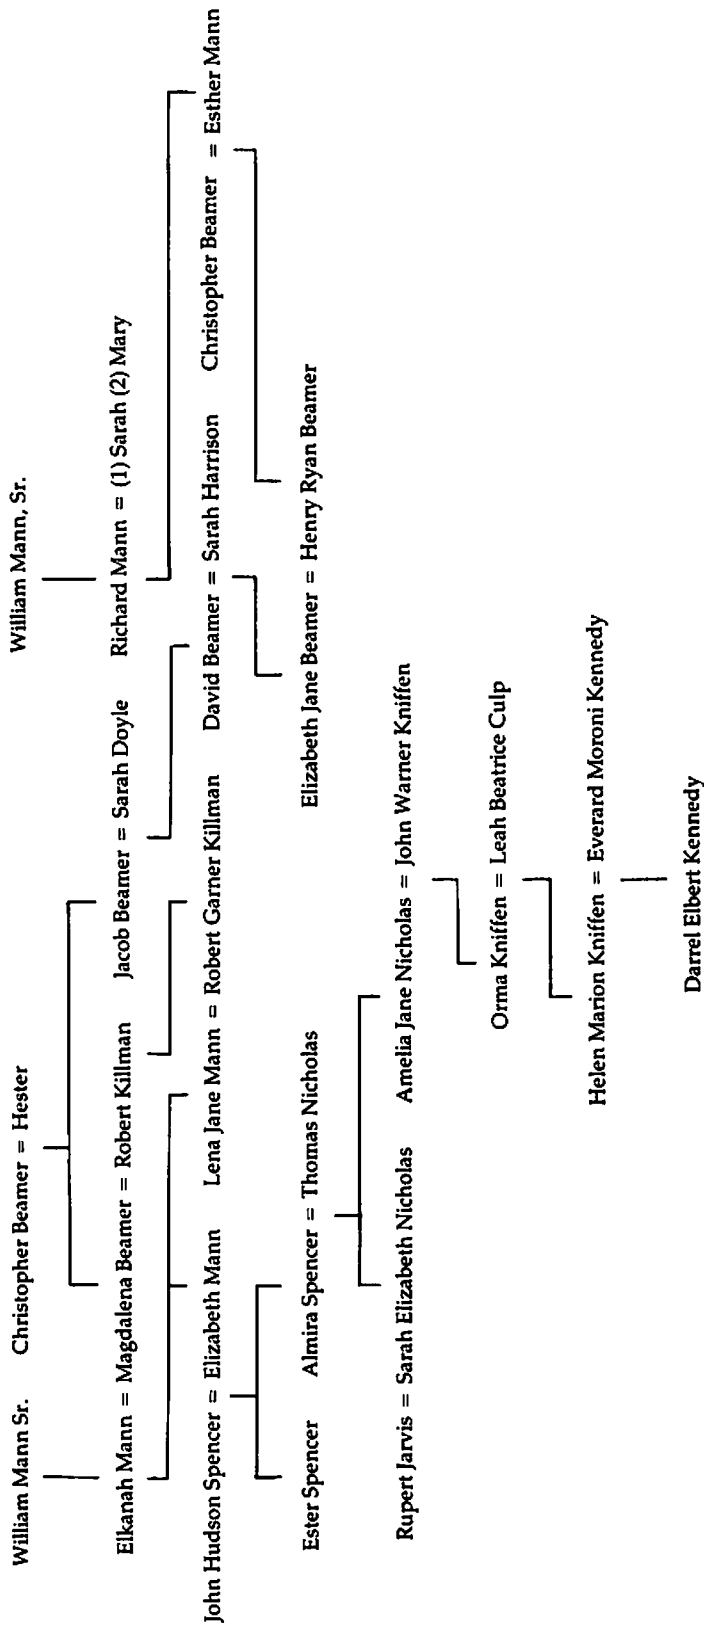 William Mann Sr. Christopher Beamer = Hester William Mann, Sr.
Elkanah Mann = Magdalena Beamer = Robert Killman Jacob Beamer = Sarah Doyle Richard Mann = (1) Sarah (2) Mary
John Hudson Spencer = Elizabeth Mann Lena Jane Mann = Robert Garner Killman David Beamer = Sarah Harrison Christopher Beamer = Esther Mann
Ester Spencer Almira Spencer = Thomas Nicholas Elizabeth Jane Beamer = Henry Ryan Beamer
Rupert Jarvis = Sarah Elizabeth Nicholas Amelia Jane Nicholas = John Warner Kniffen
Orma Kniffen = Leah Beatrice Culp
Helen Marion Kniffen = Everard Moroni Kennedy
Darrel Elbert Kennedy